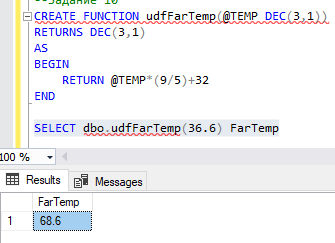 --Задание 10
CREATE FUNCTION udfFarTemp(@TEMP DEC(3,1))
RETURNS DEC(3,1)
AS
BEGIN
RETURN @TEMP*(9/5)+32
END
SELECT dbo.udfFarTemp(36.6) FarTemp
100 %
Results Messages
FarTemp
1 68.6